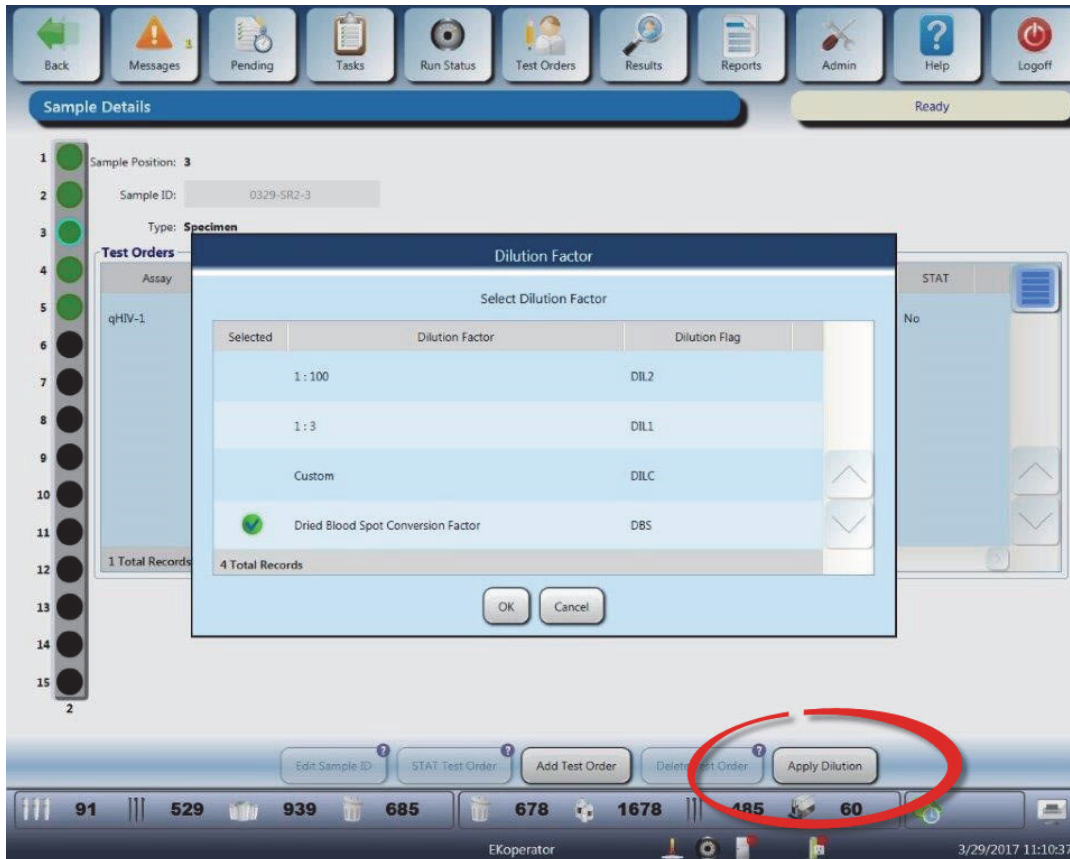 Back Messages 1 Pending Tasks Run Status Test Orders Results Reports Admin ? Help Logoff
Sample Details Ready
1 Sample Position: 3
2 Sample ID: 0329-SR2-3
3 Type: Specimen
Test Orders
Dilution Factor
4 Assay STAT
Select Dilution Factor
5 qHIV-1 No
Selected Dilution Factor Dilution Flag
6
7 1 : 100 DIL2
8 1 : 3 DIL1
9
Custom DILC
10
11 Dried Blood Spot Conversion Factor DBS
12 1 Total Records 4 Total Records
13 OK Cancel
14
15
2
Edit Sample ID ? STAT Test Order ? Add Test Order Delete Test Order ? Apply Dilution
91 529 939 685 678 1678 485 60
EKoperator 3/29/2017 11:10:37